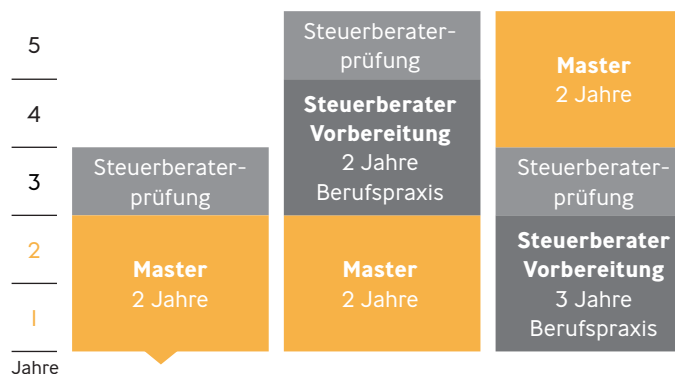 5
4
3
2
1
Jahre
Steuerberater-
prüfung
Master
2 Jahre
Steuerberater-
prüfung
Steuerberater
Vorbereitung
2 Jahre
Berufspraxis
Master
2 Jahre
Master
2 Jahre
Steuerberater-
prüfung
Steuerberater
Vorbereitung
3 Jahre
Berufspraxis